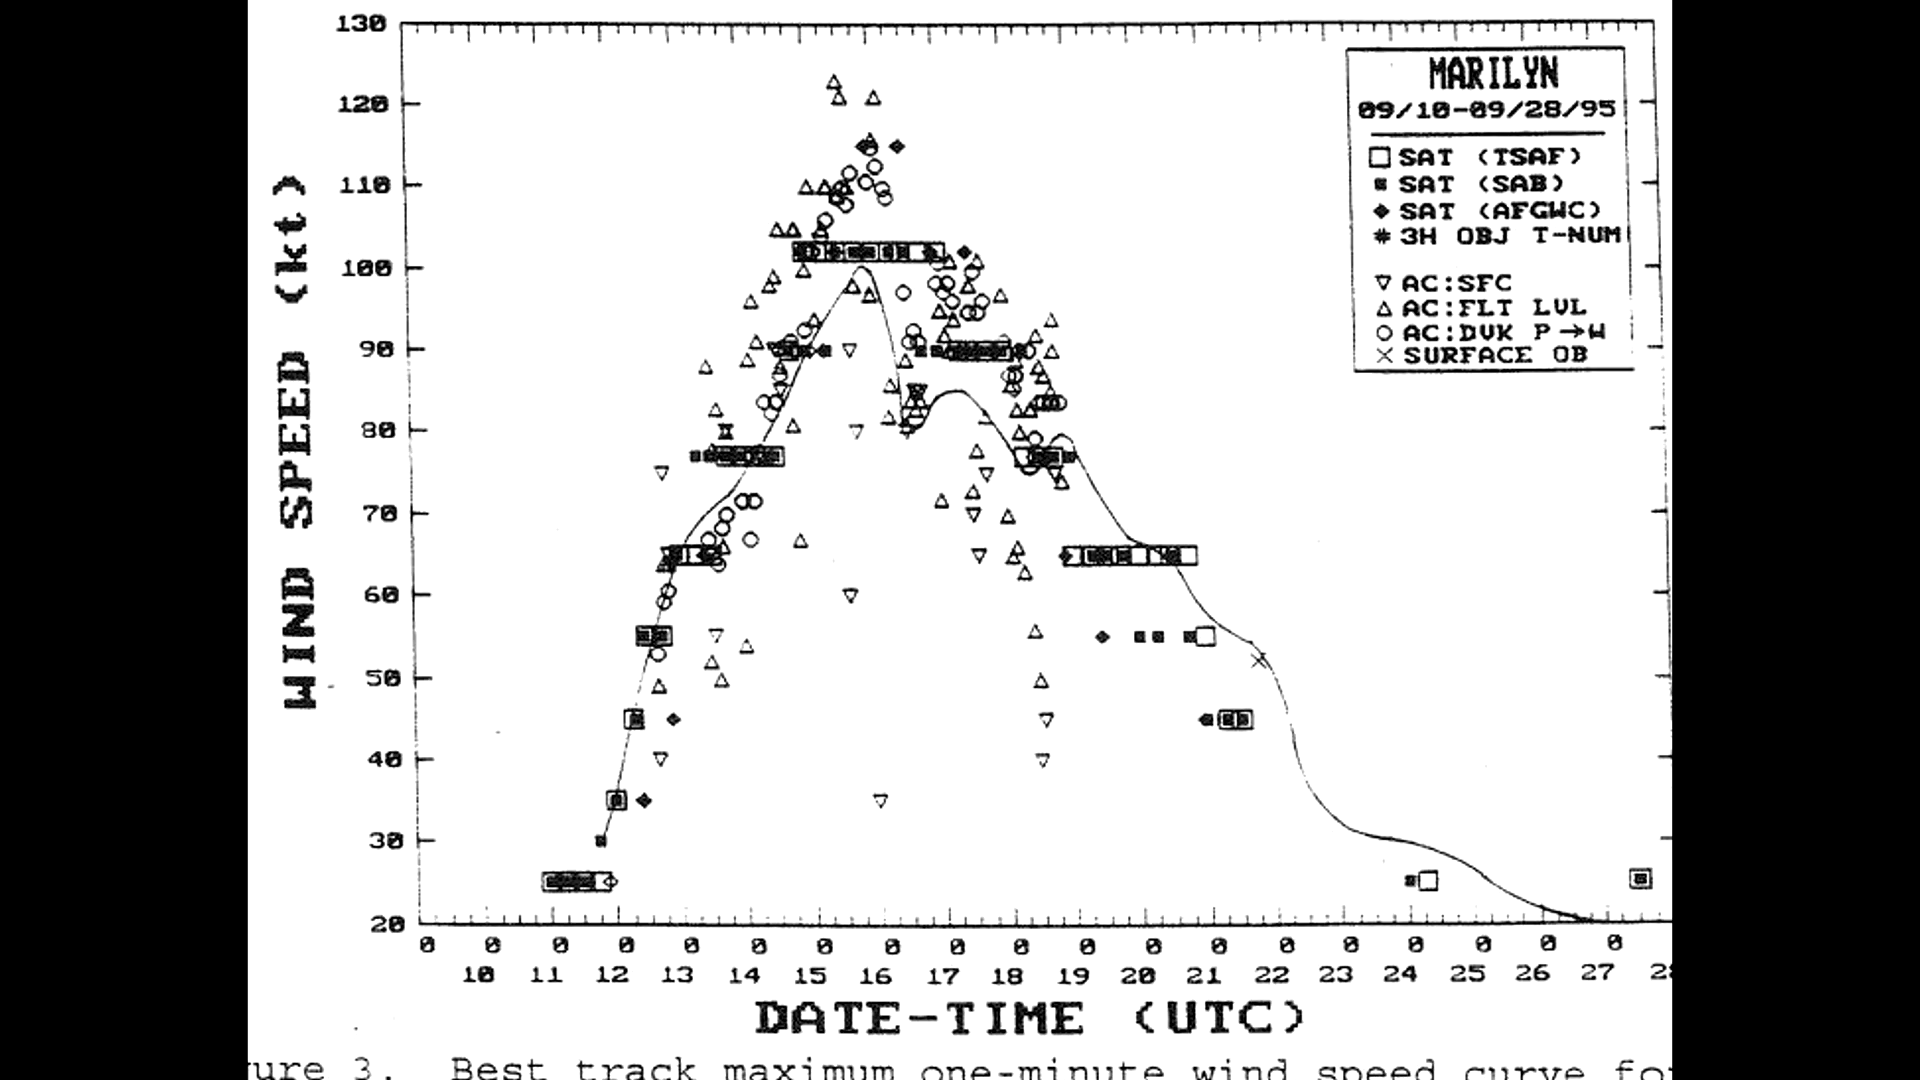 130
120
110
100
90
80
70
60
50
40
30
20
WIND SPEED (kt)
MARILYN
09/10-09/28/95
SAT (TSAF)
SAT (SAB)
SAT (AFGWC)
3H OBJ T-NUM
AC:SFC
AC:FLT LVL
AC:DVK P→W
SURFACE OB
0 0 0 0 0 0 0 0 0 0 0 0 0 0 0 0 0 0 0
10 11 12 13 14 15 16 17 18 19 20 21 22 23 24 25 26 27 28
DATE-TIME (UTC)
ure 3. Best track maximum one-minute wind speed curve fo